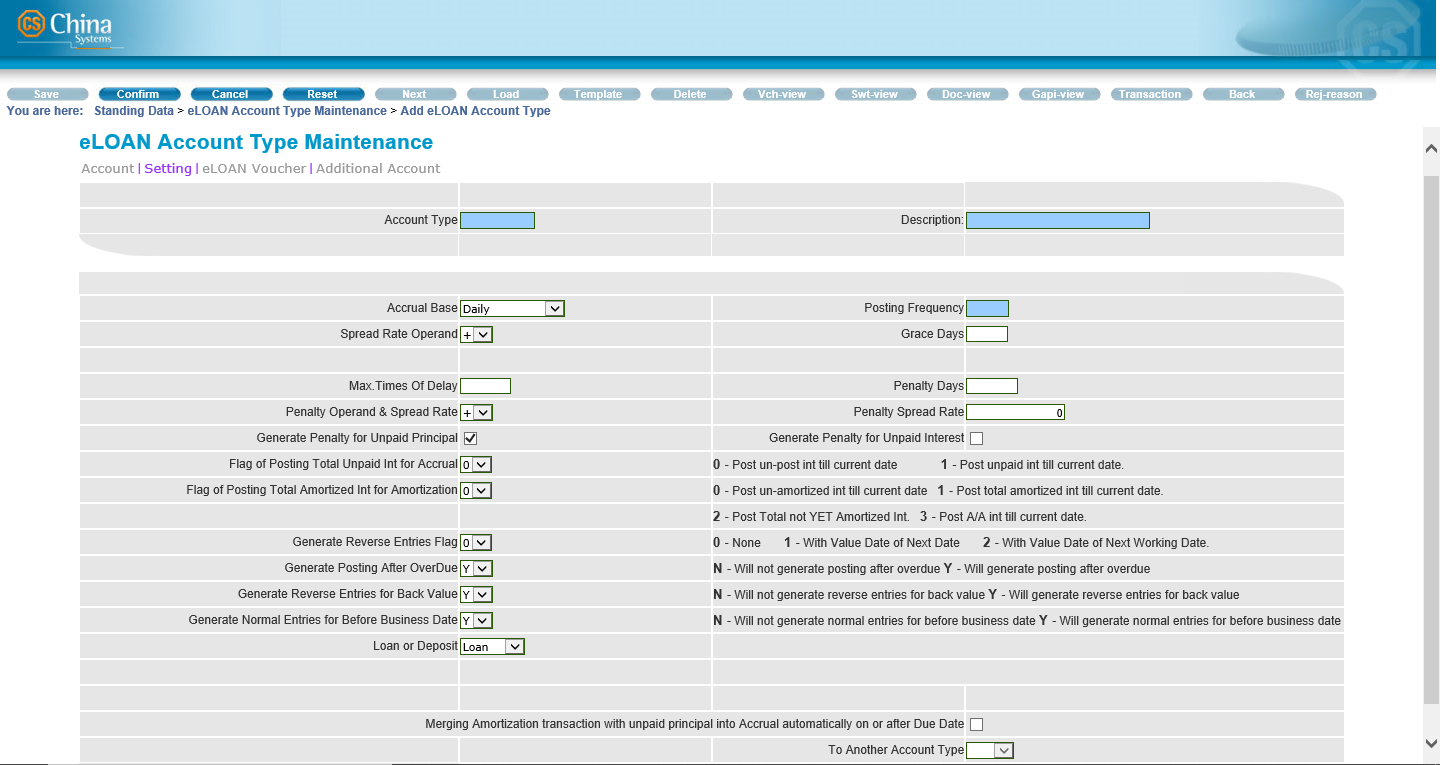 CS China
Systems
CS
Save Confirm Cancel Reset Next Load Template Delete Vch-view Swt-view Doc-view Gapi-view Transaction Back Rej-reason
You are here: Standing Data > eLOAN Account Type Maintenance > Add eLOAN Account Type
eLOAN Account Type Maintenance
Account | Setting | eLOAN Voucher | Additional Account
Account Type Description:
Accrual Base Daily Posting Frequency
Spread Rate Operand + Grace Days
Max.Times Of Delay Penalty Days
Penalty Operand & Spread Rate + Penalty Spread Rate 0
Generate Penalty for Unpaid Principal Generate Penalty for Unpaid Interest
Flag of Posting Total Unpaid Int for Accrual 0 0 - Post un-post int till current date 1 - Post unpaid int till current date.
Flag of Posting Total Amortized Int for Amortization 0 0 - Post un-amortized int till current date 1 - Post total amortized int till current date.
2 - Post Total not YET Amortized Int. 3 - Post A/A int till current date.
Generate Reverse Entries Flag 0 0 - None 1 - With Value Date of Next Date 2 - With Value Date of Next Working Date.
Generate Posting After OverDue Y N - Will not generate posting after overdue Y - Will generate posting after overdue
Generate Reverse Entries for Back Value Y N - Will not generate reverse entries for back value Y - Will generate reverse entries for back value
Generate Normal Entries for Before Business Date Y N - Will not generate normal entries for before business date Y - Will generate normal entries for before business date
Loan or Deposit Loan
Merging Amortization transaction with unpaid principal into Accrual automatically on or after Due Date
To Another Account Type